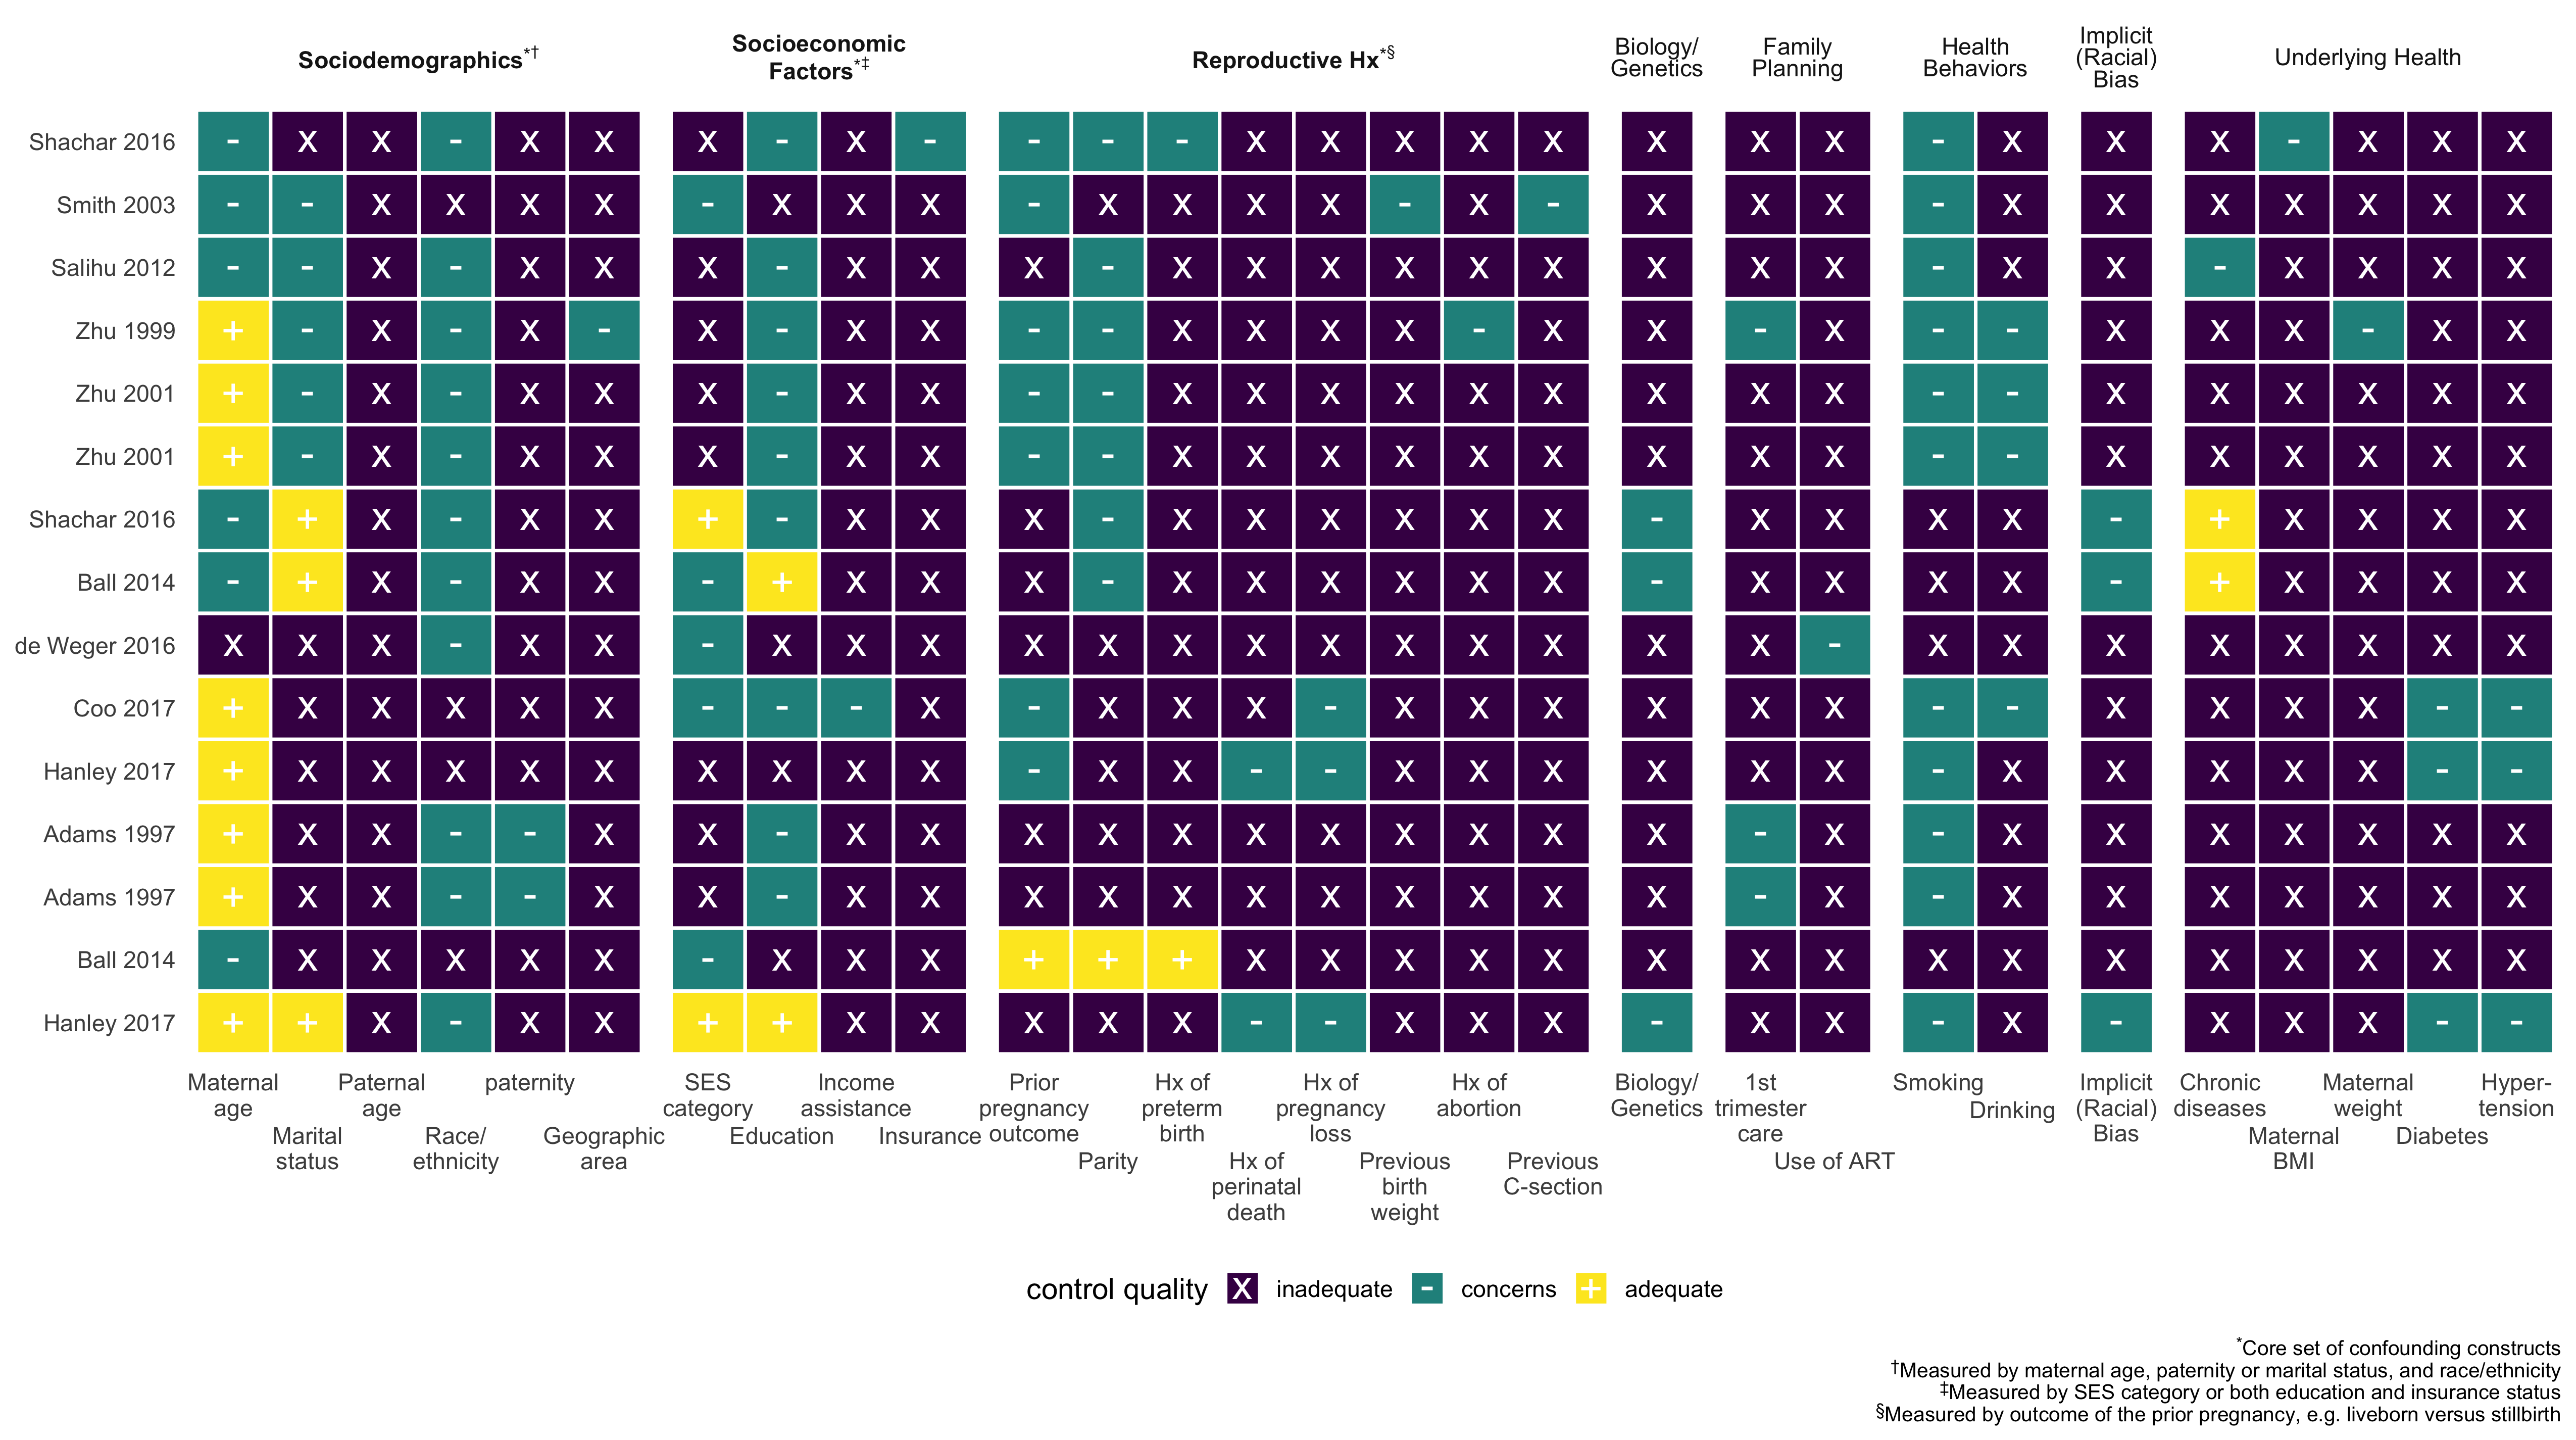 Sociodemographics*†
Socioeconomic
Factors*‡
Reproductive Hx*§
Biology/
Genetics
Family
Planning
Health
Behaviors
Implicit
(Racial)
Bias
Underlying Health
Shachar 2016 - X X - X X X - X - - - - X X X X X X X X - X X X - X X X
Smith 2003 - - X X X X - X X X - X X X X - X - X X X - X X X X X X X
Salihu 2012 - - X - X X X - X X X - X X X X X X X X X - X X - X X X X
Zhu 1999 + - X - X - X - X X - - X X X X - X X - X - - X X X - X X
Zhu 2001 + - X - X X X - X X - - X X X X X X X X X - - X X X X X X
Zhu 2001 + - X - X X X - X X - - X X X X X X X X X - - X X X X X X
Shachar 2016 - + X - X X + - X X X - X X X X X X - X X X X - + X X X X
Ball 2014 - + X - X X - + X X X - X X X X X X - X X X X - + X X X X
de Weger 2016 X X X - X X - X X X X X X X X X X X X X - X X X X X X X X
Coo 2017 + X X X X X - - - X - X X X - X X X X X X - - X X X X - -
Hanley 2017 + X X X X X X X X X - X X - - X X X X X X - X X X X X - -
Adams 1997 + X X - - X X - X X X X X X X X X X X - X - X X X X X X X
Adams 1997 + X X - - X X - X X X X X X X X X X X - X - X X X X X X X
Ball 2014 - X X X X X - X X X + + + X X X X X X X X X X X X X X X X
Hanley 2017 + + X - X X + + X X X X X - - X X X - X X - X - X X X - -
Maternal
age
Marital
status
Paternal
age
Race/
ethnicity
paternity
Geographic
area
SES
category
Education
Income
assistance
Insurance
Prior
pregnancy
outcome
Parity
Hx of
preterm
birth
Hx of
perinatal
death
Hx of
pregnancy
loss
Previous
birth
weight
Hx of
abortion
Previous
C-section
Biology/
Genetics
1st
trimester
care
Use of ART
Smoking
Drinking
Implicit
(Racial)
Bias
Chronic
diseases
Maternal
BMI
Maternal
weight
Diabetes
Hyper-
tension
control quality X inadequate - concerns + adequate
*Core set of confounding constructs
†Measured by maternal age, paternity or marital status, and race/ethnicity
‡Measured by SES category or both education and insurance status
§Measured by outcome of the prior pregnancy, e.g. liveborn versus stillbirth